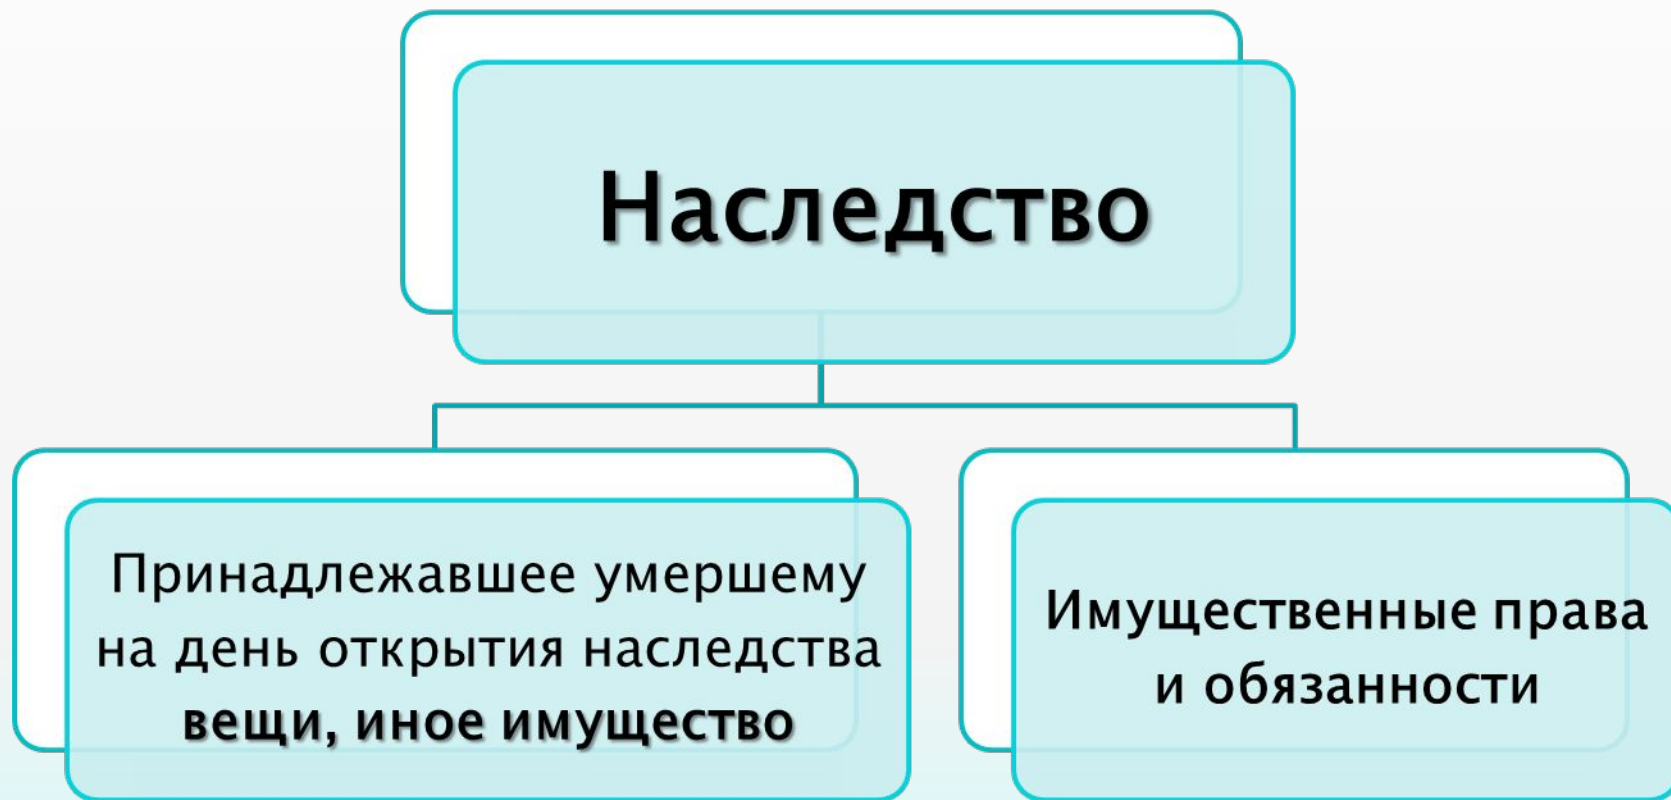 Наследство
Принадлежавшее умершему
на день открытия наследства
вещи, иное имущество
Имущественные права
и обязанности